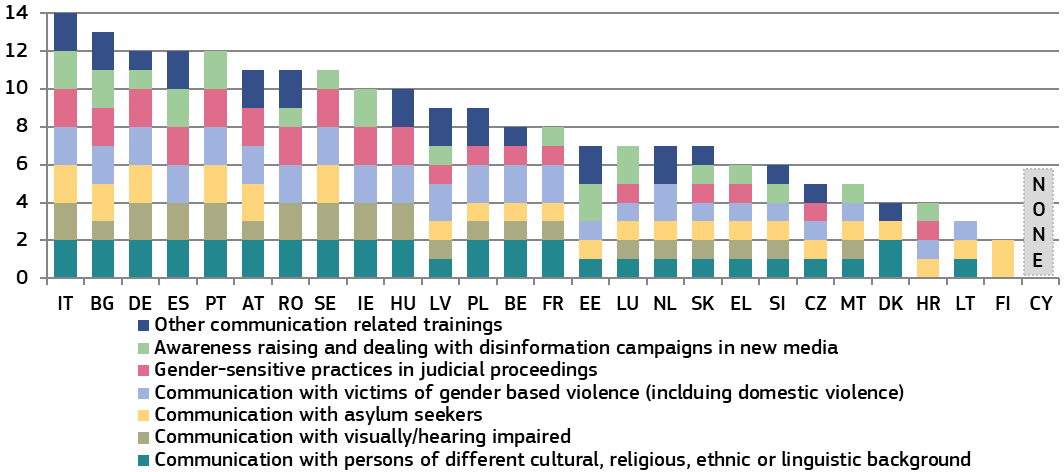 14
12
10
8
6
4
2
0
N
O
N
E
IT BG DE ES PT AT RO SE IE HU LV PL BE FR EE LU NL SK EL SI CZ MT DK HR LT FI CY
Other communication related trainings
Awareness raising and dealing with disinformation campaigns in new media
Gender-sensitive practices in judicial proceedings
Communication with victims of gender based violence (inclduing domestic violence)
Communication with asylum seekers
Communication with visually/hearing impaired
Communication with persons of different cultural, religious, ethnic or linguistic background